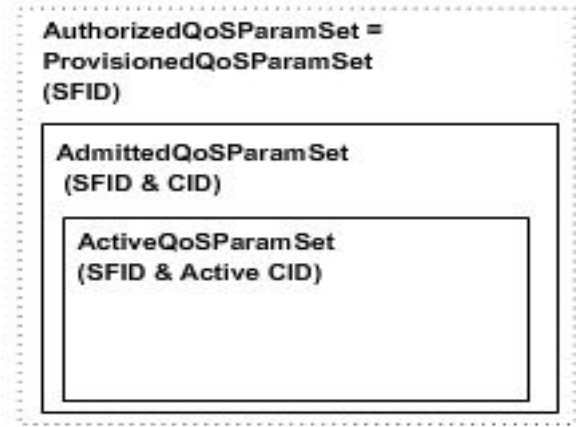 AuthorizedQoSParamSet =
ProvisionedQoSParamSet
(SFID)
AdmittedQoSParamSet
(SFID & CID)
ActiveQoSParamSet
(SFID & Active CID)